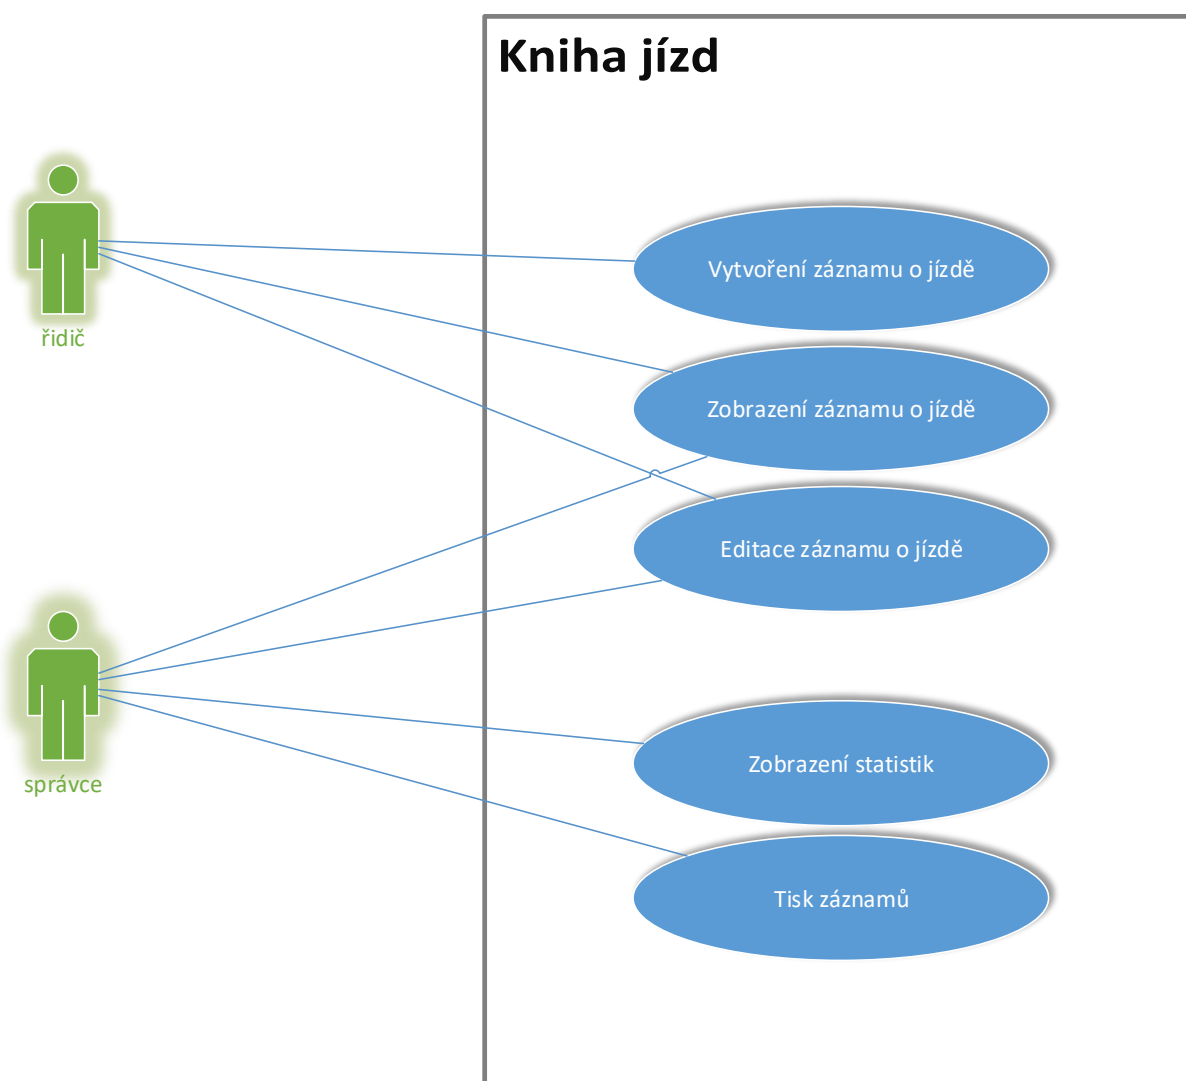 Kniha jízd
řidič
Vytvoření záznamu o jízdě
Zobrazení záznamu o jízdě
Editace záznamu o jízdě
správce
Zobrazení statistik
Tisk záznamů